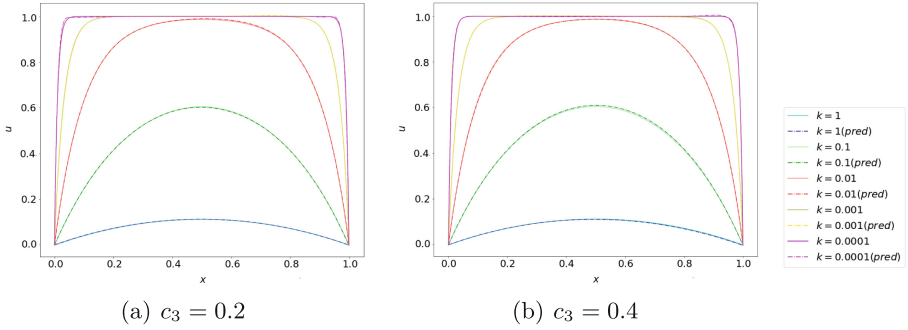 1.0
0.8
0.6
0.4
0.2
0.0
u
0.0 0.2 0.4 0.6 0.8 1.0
x
(a) c₃ = 0.2
1.0
0.8
0.6
0.4
0.2
0.0
u
0.0 0.2 0.4 0.6 0.8 1.0
x
(b) c₃ = 0.4
k = 1
k = 1(pred)
k = 0.1
k = 0.1(pred)
k = 0.01
k = 0.01(pred)
k = 0.001
k = 0.001(pred)
k = 0.0001
k = 0.0001(pred)